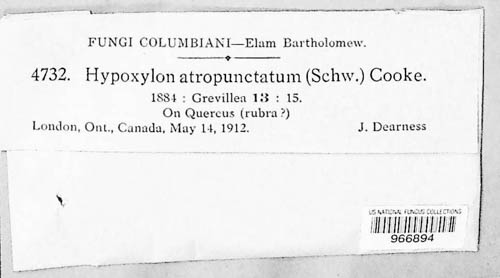 FUNGI COLUMBIANI—Elam Bartholomew.
4732. Hypoxylon atropunctatum (Schw.) Cooke.
1884 : Grevillea 13 : 15.
On Quercus (rubra?)
London, Ont., Canada, May 14, 1912. J. Dearness
US NATIONAL FUNGUS COLLECTIONS
966894